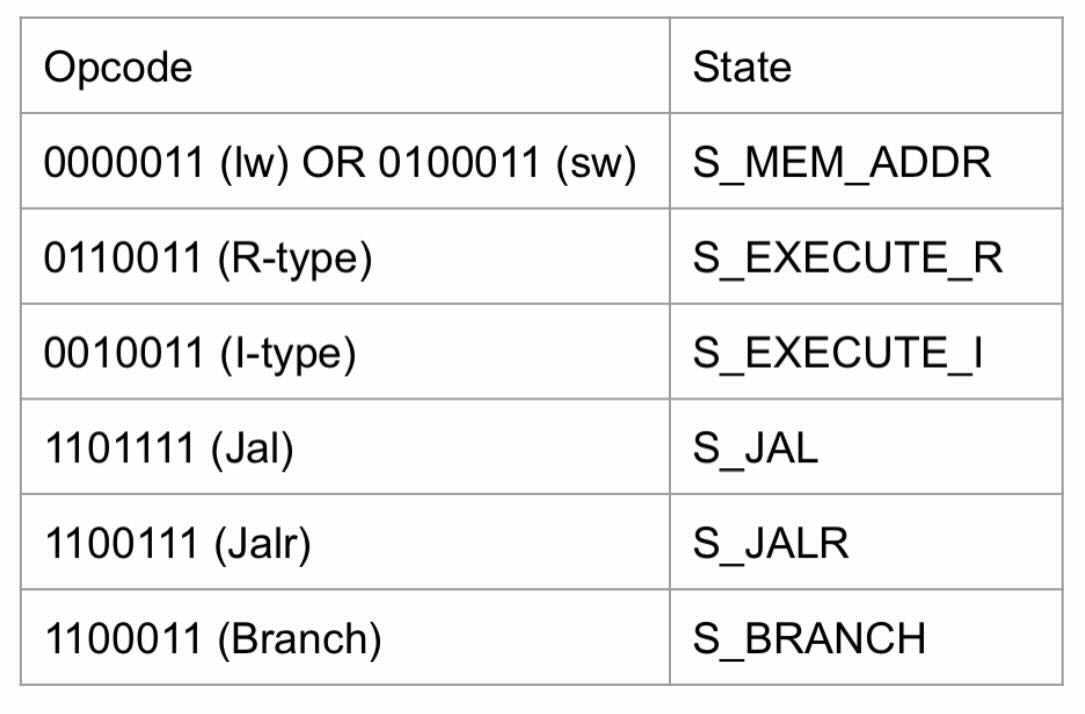 Opcode State
0000011 (lw) OR 0100011 (sw) S_MEM_ADDR
0110011 (R-type) S_EXECUTE_R
0010011 (I-type) S_EXECUTE_I
1101111 (Jal) S_JAL
1100111 (Jalr) S_JALR
1100011 (Branch) S_BRANCH